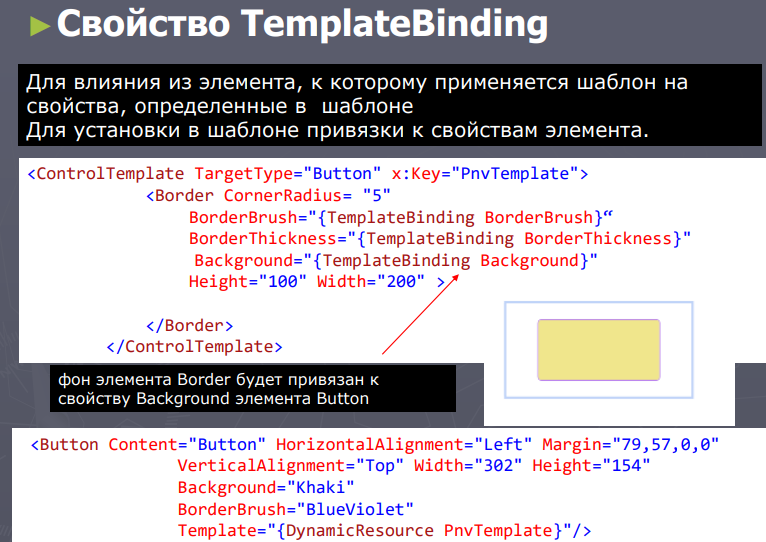 ►Свойство TemplateBinding
Для влияния из элемента, к которому применяется шаблон на
свойства, определенные в шаблоне
Для установки в шаблоне привязки к свойствам элемента.
<ControlTemplate TargetType="Button" x:Key="PnvTemplate">
<Border CornerRadius= "5"
BorderBrush="{TemplateBinding BorderBrush}“
BorderThickness="{TemplateBinding BorderThickness}"
Background="{TemplateBinding Background}"
Height="100" Width="200" >
</Border>
</ControlTemplate>
фон элемента Border будет привязан к
свойству Background элемента Button
<Button Content="Button" HorizontalAlignment="Left" Margin="79,57,0,0"
VerticalAlignment="Top" Width="302" Height="154"
Background="Khaki"
BorderBrush="BlueViolet"
Template="{DynamicResource PnvTemplate}"/>